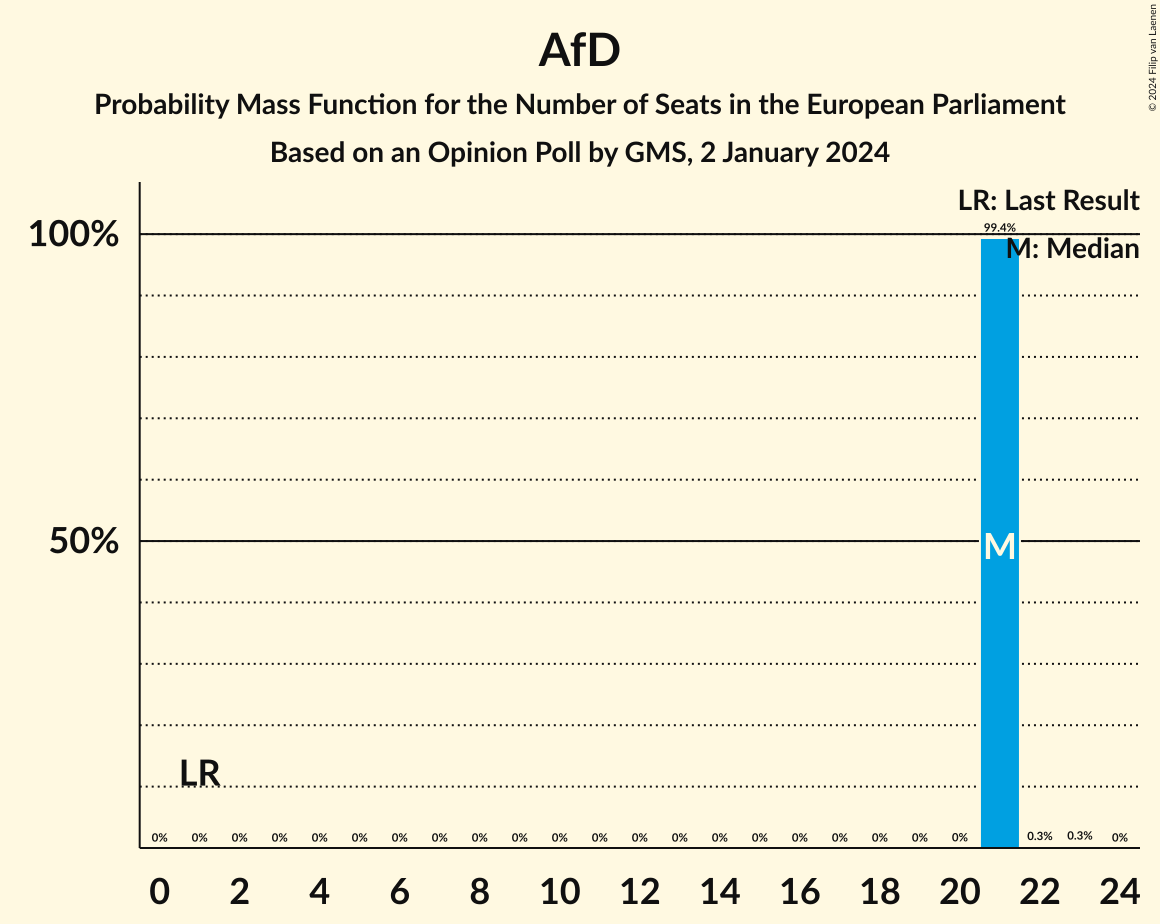 AfD
Probability Mass Function for the Number of Seats in the European Parliament
Based on an Opinion Poll by GMS, 2 January 2024
© 2024 Filip van Laenen
LR: Last Result
M: Median
100%
50%
99.4%
M
LR
0% 0% 0% 0% 0% 0% 0% 0% 0% 0% 0% 0% 0% 0% 0% 0% 0% 0% 0% 0% 0% 0.3% 0.3% 0%
0 2 4 6 8 10 12 14 16 18 20 22 24